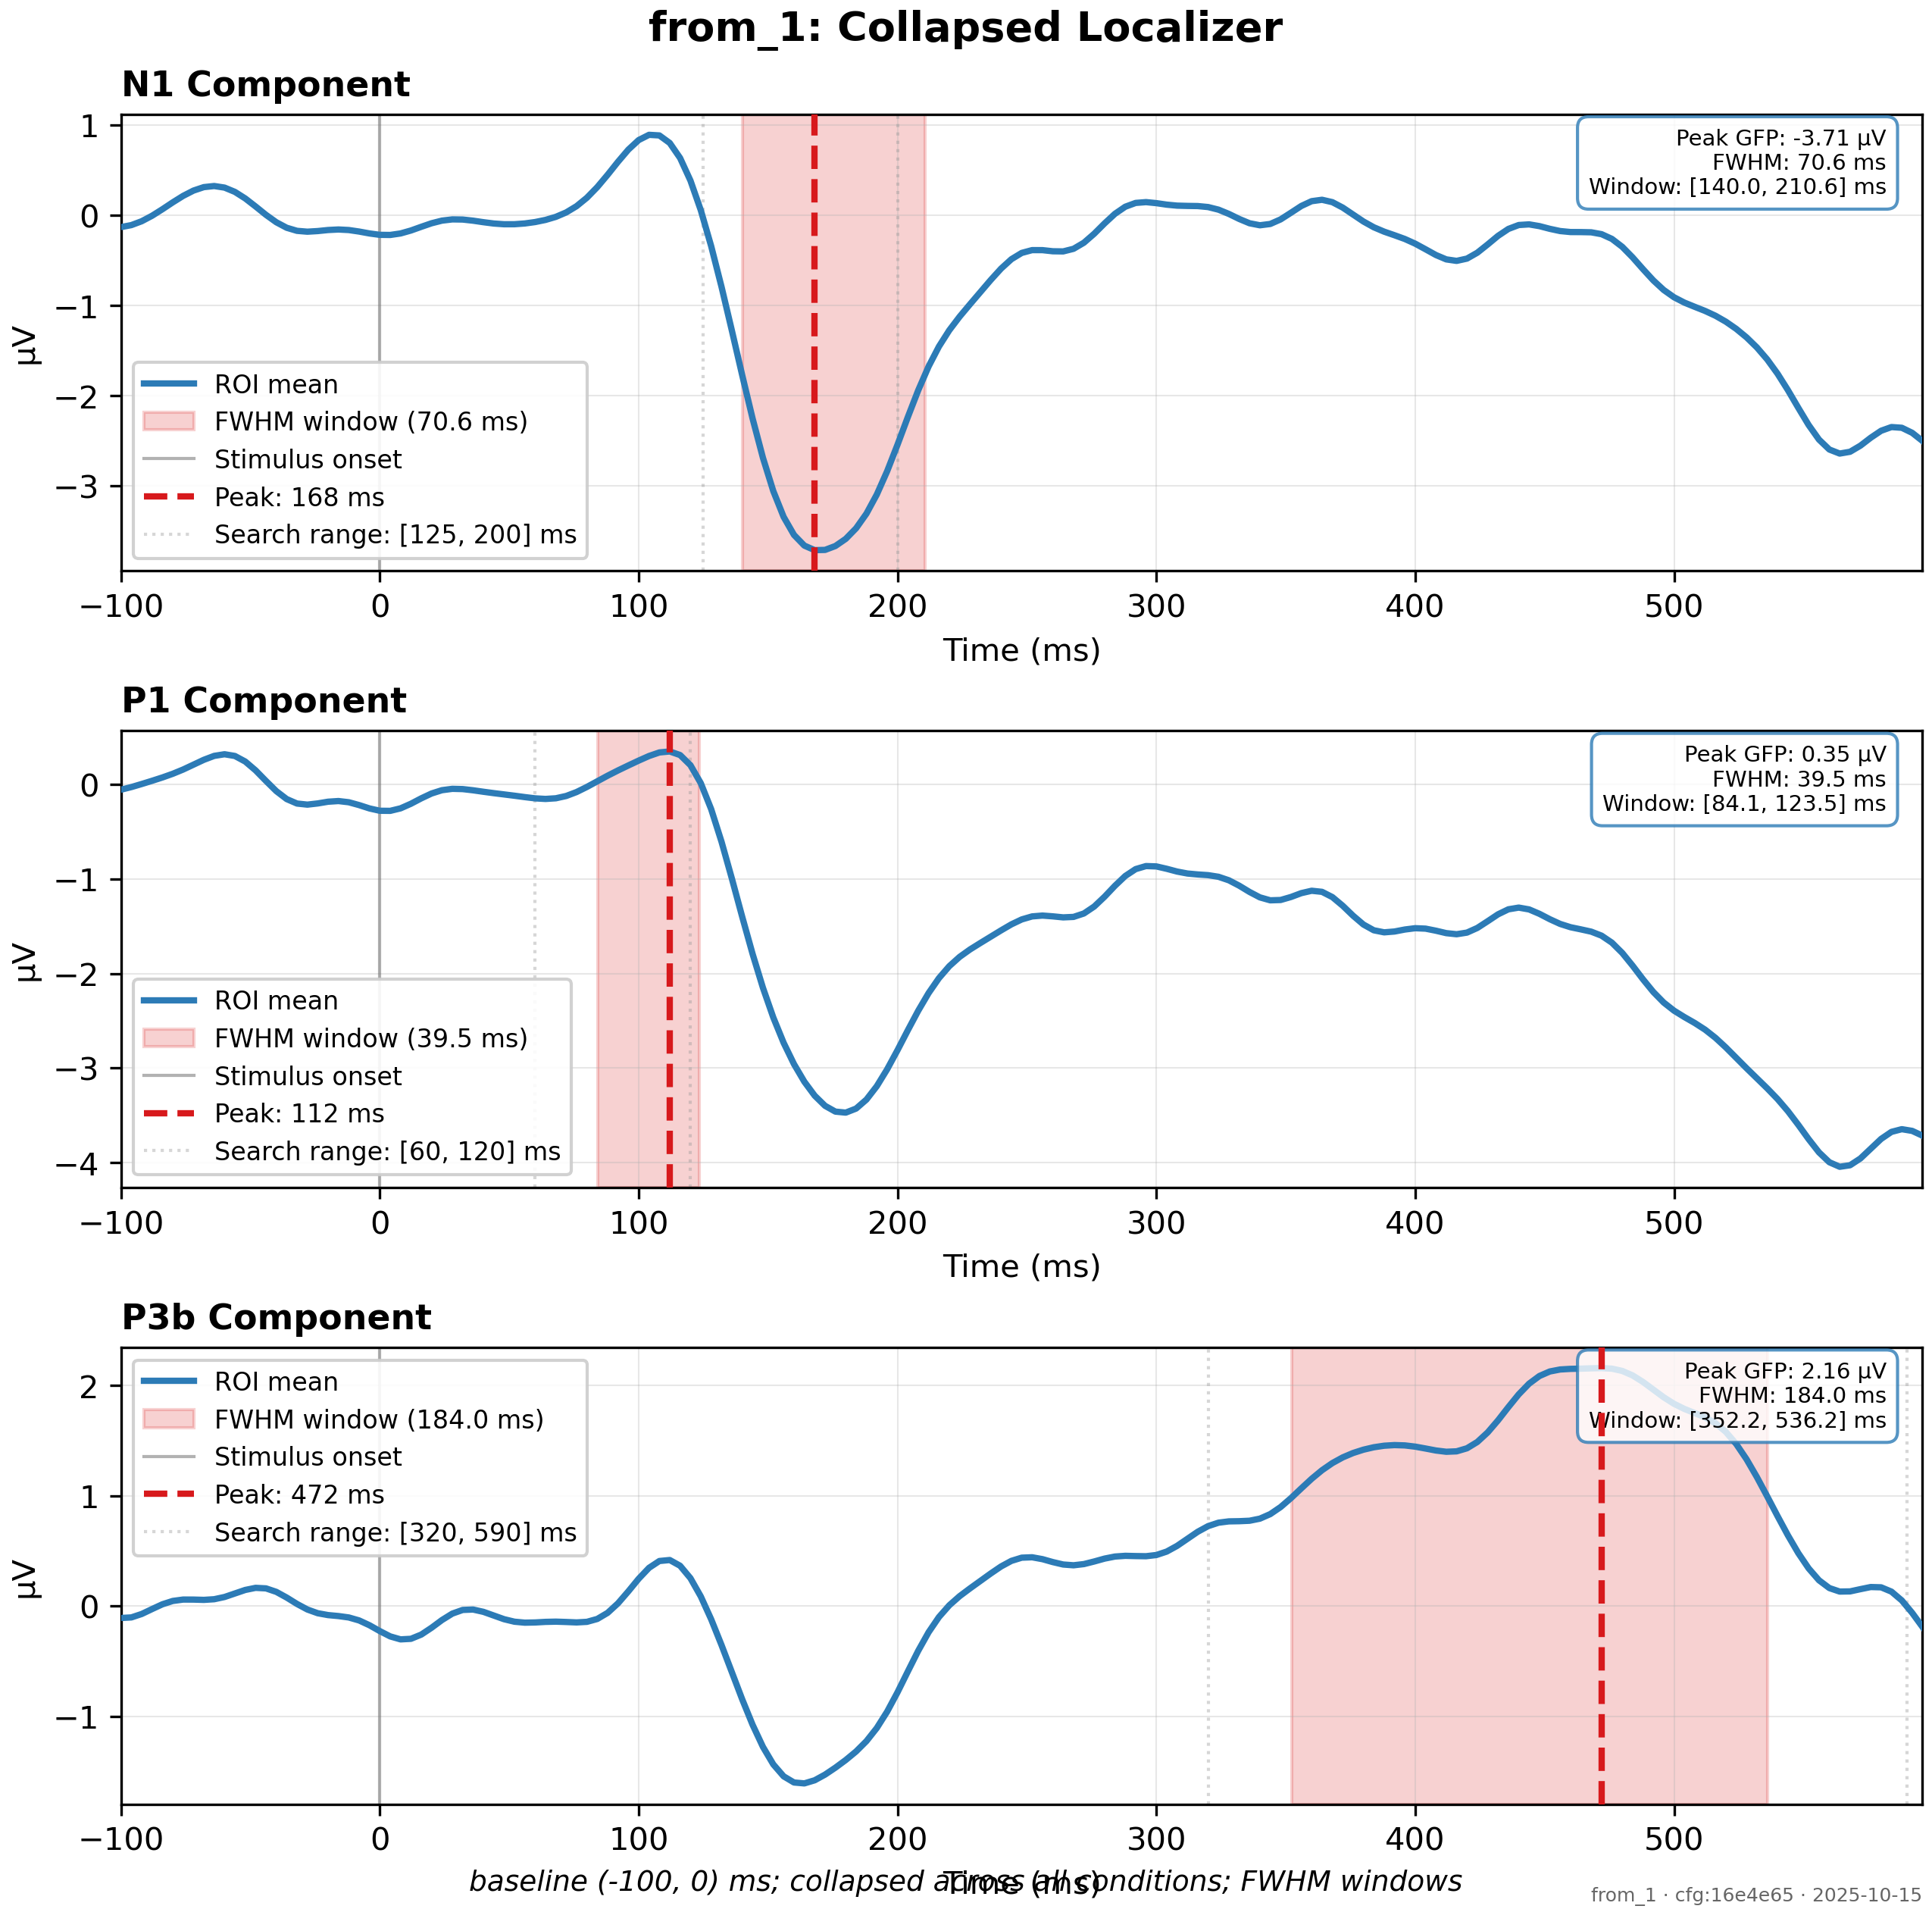 from_1: Collapsed Localizer
N1 Component
1
0
−1
−2
−3
µV
Peak GFP: -3.71 µV
FWHM: 70.6 ms
Window: [140.0, 210.6] ms
ROI mean
FWHM window (70.6 ms)
Stimulus onset
Peak: 168 ms
Search range: [125, 200] ms
−100 0 100 200 300 400 500
Time (ms)
P1 Component
0
−1
−2
−3
−4
µV
Peak GFP: 0.35 µV
FWHM: 39.5 ms
Window: [84.1, 123.5] ms
ROI mean
FWHM window (39.5 ms)
Stimulus onset
Peak: 112 ms
Search range: [60, 120] ms
−100 0 100 200 300 400 500
Time (ms)
P3b Component
2
1
0
−1
µV
ROI mean
FWHM window (184.0 ms)
Stimulus onset
Peak: 472 ms
Search range: [320, 590] ms
Peak GFP: 2.16 µV
FWHM: 184.0 ms
Window: [352.2, 536.2] ms
−100 0 100 200 300 400 500
Time (ms)
baseline (-100, 0) ms; collapsed across all conditions; FWHM windows
from_1 · cfg:16e4e65 · 2025-10-15